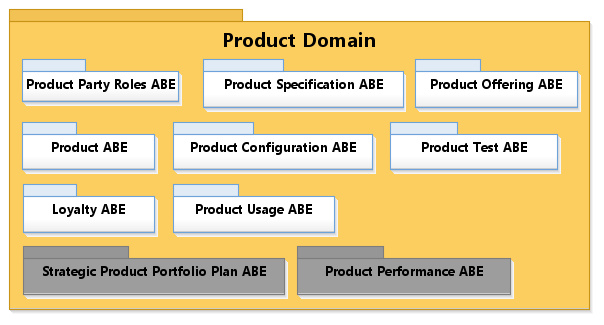 Product Domain
Product Party Roles ABE
Product Specification ABE
Product Offering ABE
Product ABE
Product Configuration ABE
Product Test ABE
Loyalty ABE
Product Usage ABE
Strategic Product Portfolio Plan ABE
Product Performance ABE